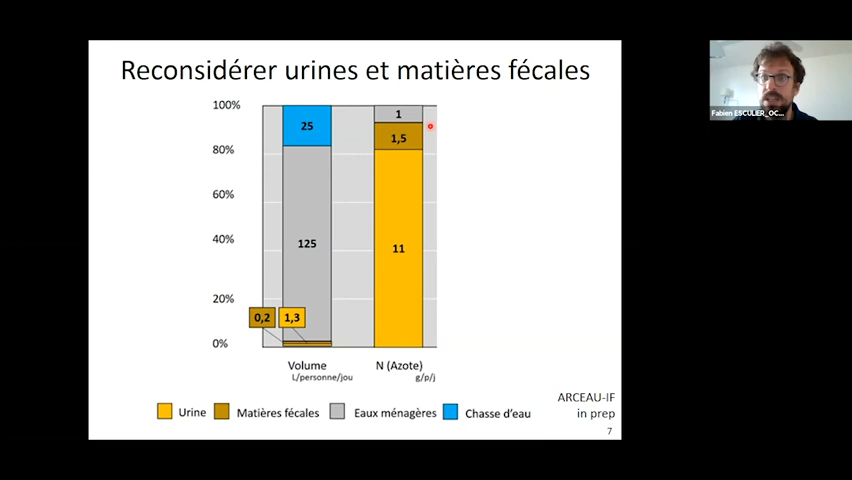 Reconsidérer urines et matières fécales
100%
80%
60%
40%
20%
0%
25
125
0,2
1,3
1
1,5
11
Volume
L/personne/jou
N (Azote)
g/p/j
Urine
Matières fécales
Eaux ménagères
Chasse d'eau
ARCEAU-IF
in prep
7
Fabien ESCULIER_OC...